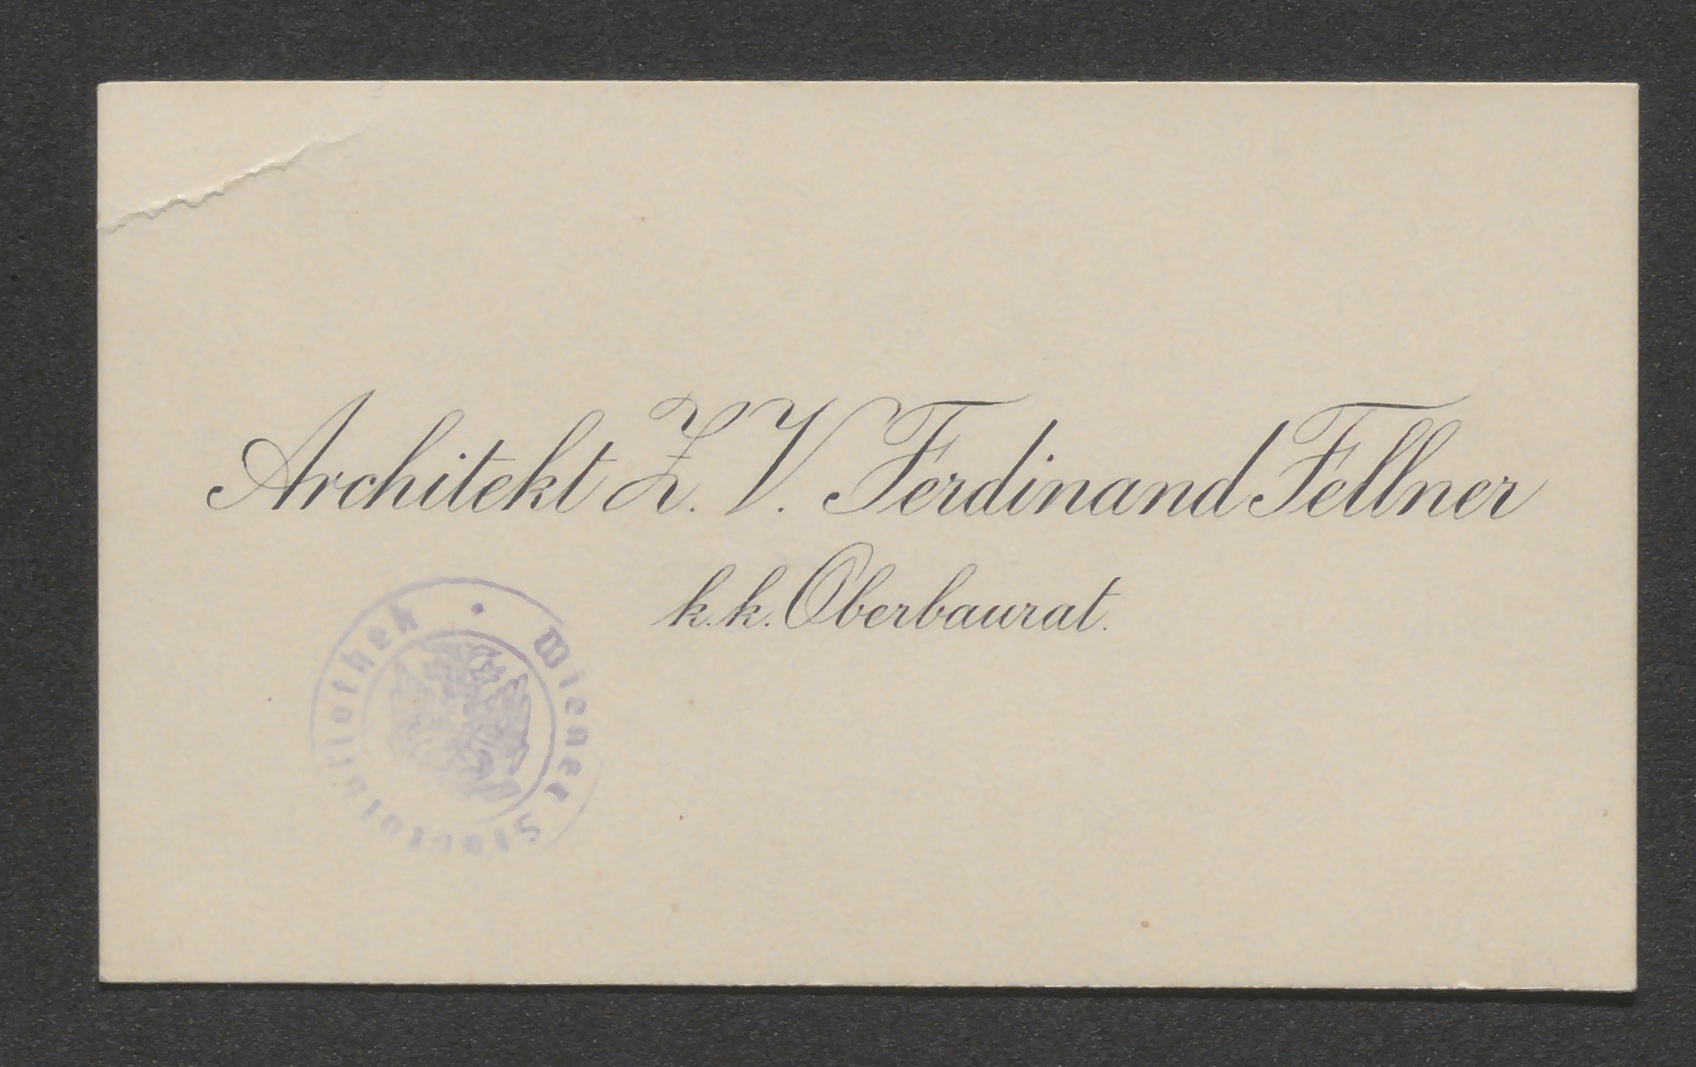 Architekt Z. V. Ferdinand Fellner
k. k. Oberbaurat.
Wiener Stadtbibliothek